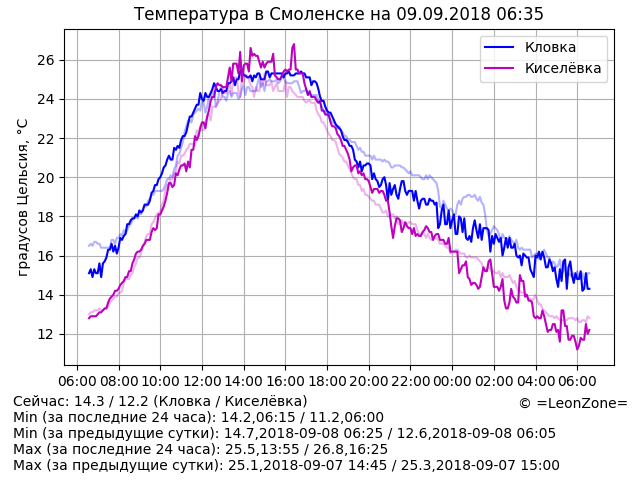 Температура в Смоленске на 09.09.2018 06:35
Кловка
Киселёвка
градусов Цельсия, °C
26
24
22
20
18
16
14
12
06:00 08:00 10:00 12:00 14:00 16:00 18:00 20:00 22:00 00:00 02:00 04:00 06:00
Сейчас: 14.3 / 12.2 (Кловка / Киселёвка)
© =LeonZone=
Min (за последние 24 часа): 14.2,06:15 / 11.2,06:00
Min (за предыдущие сутки): 14.7,2018-09-08 06:25 / 12.6,2018-09-08 06:05
Max (за последние 24 часа): 25.5,13:55 / 26.8,16:25
Max (за предыдущие сутки): 25.1,2018-09-07 14:45 / 25.3,2018-09-07 15:00